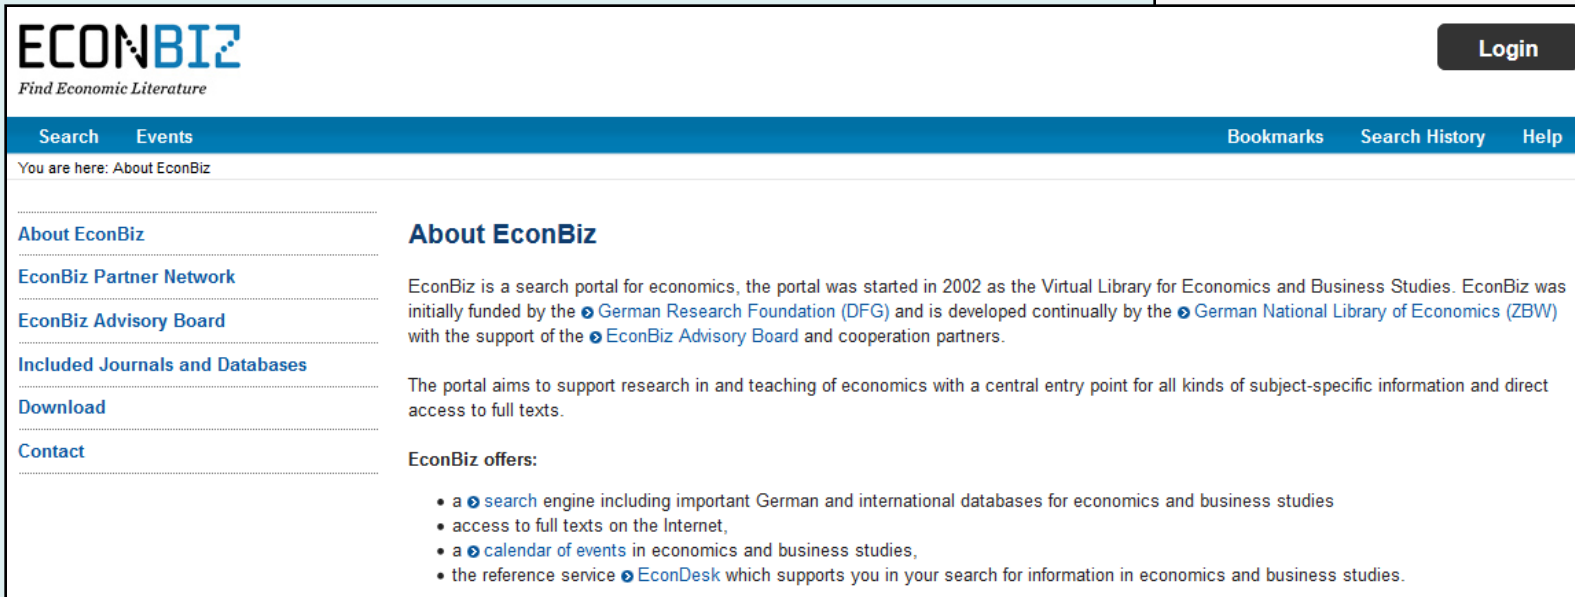 ECONBIZ
Find Economic Literature
Login
Search Events Bookmarks Search History Help
You are here: About EconBiz
About EconBiz
EconBiz Partner Network
EconBiz Advisory Board
Included Journals and Databases
Download
Contact
About EconBiz
EconBiz is a search portal for economics, the portal was started in 2002 as the Virtual Library for Economics and Business Studies. EconBiz was
initially funded by the German Research Foundation (DFG) and is developed continually by the German National Library of Economics (ZBW)
with the support of the EconBiz Advisory Board and cooperation partners.
The portal aims to support research in and teaching of economics with a central entry point for all kinds of subject-specific information and direct
access to full texts.
EconBiz offers:
• a search engine including important German and international databases for economics and business studies
• access to full texts on the Internet,
• a calendar of events in economics and business studies,
• the reference service EconDesk which supports you in your search for information in economics and business studies.